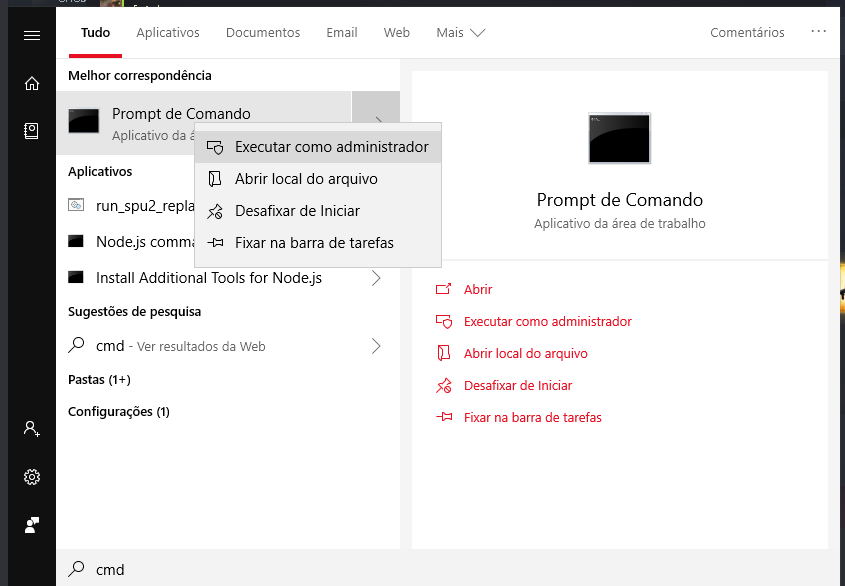 Tudo
Aplicativos
Documentos
Email
Web
Mais
Comentários
...
Melhor correspondência
Prompt de Comando
Aplicativo da á
Executar como administrador
Abrir local do arquivo
Desafixar de Iniciar
Fixar na barra de tarefas
Aplicativos
run_spu2_repla
Node.js comma
Install Additional Tools for Node.js
Sugestões de pesquisa
cmd - Ver resultados da Web
Pastas (1+)
Configurações (1)
Prompt de Comando
Aplicativo da área de trabalho
Abrir
Executar como administrador
Abrir local do arquivo
Desafixar de Iniciar
Fixar na barra de tarefas
cmd